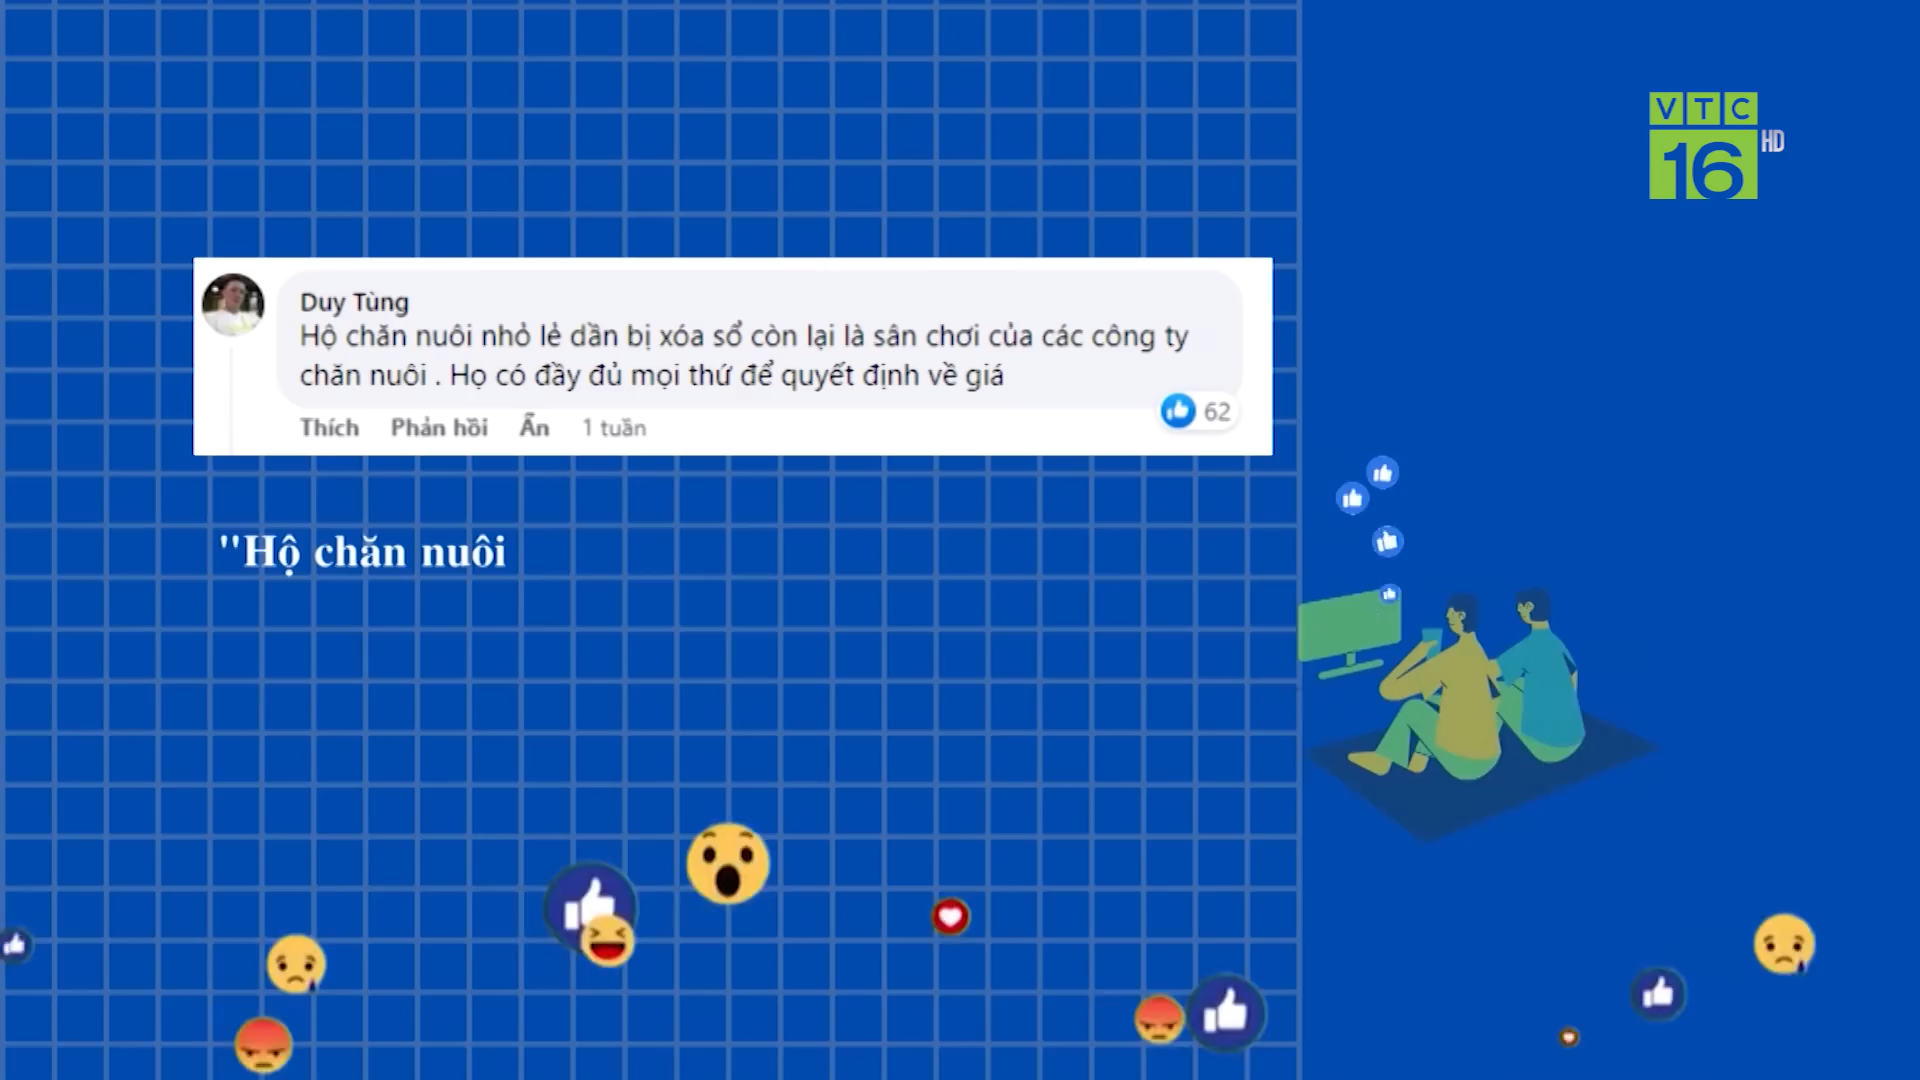 VTC
16 HD
Duy Tùng
Hộ chăn nuôi nhỏ lẻ dần bị xóa sổ còn lại là sân chơi của các công ty
chăn nuôi . Họ có đầy đủ mọi thứ để quyết định về giá
62
Thích Phản hồi Ẩn 1 tuần
"Hộ chăn nuôi